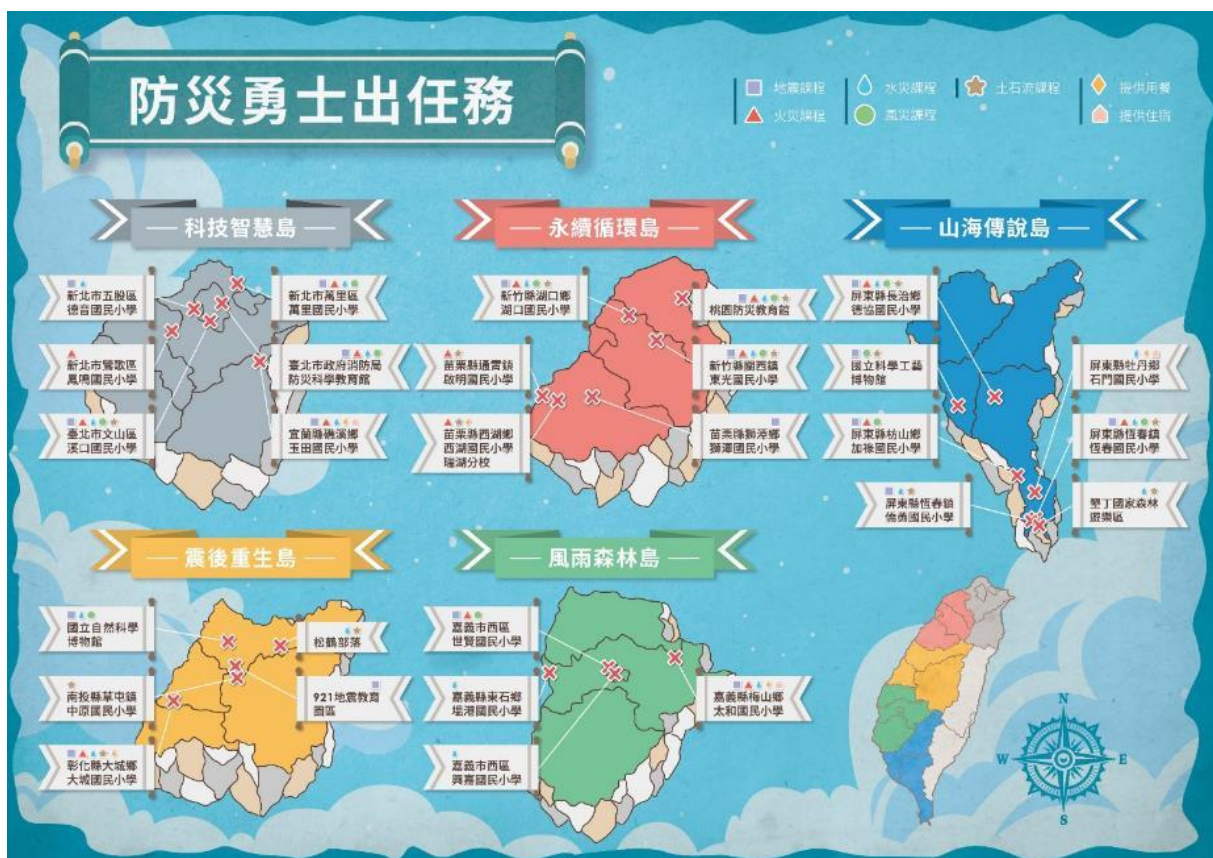 防災勇士出任務
地震課程
水災課程
土石流課程
提供用餐
火災課程
風災課程
提供住宿
科技智慧島
新北市五股區
德音國民小學
新北市萬里區
萬里國民小學
新北市鶯歌區
鳳鳴國民小學
臺北市政府消防局
防災科學教育館
臺北市文山區
溪口國民小學
宜蘭縣礁溪鄉
玉田國民小學
永續循環島
新竹縣湖口鄉
湖口國民小學
桃園防災教育館
苗栗縣通霄鎮
啟明國民小學
新竹縣關西鎮
東光國民小學
苗栗縣西湖鄉
西湖國民小學
瑞湖分校
苗栗縣獅潭鄉
獅潭國民小學
山海傳說島
屏東縣長治鄉
德協國民小學
國立科學工藝
博物館
屏東縣牡丹鄉
石門國民小學
屏東縣枋山鄉
加祿國民小學
屏東縣恆春鎮
恆春國民小學
屏東縣恆春鎮
僑勇國民小學
墾丁國家森林
遊樂區
震後重生島
國立自然科學
博物館
松鶴部落
南投縣草屯鎮
中原國民小學
921地震教育
園區
彰化縣大城鄉
大城國民小學
風雨森林島
嘉義市西區
世賢國民小學
嘉義縣東石鄉
塭港國民小學
嘉義縣梅山鄉
太和國民小學
嘉義市西區
興嘉國民小學
N
W
E
S